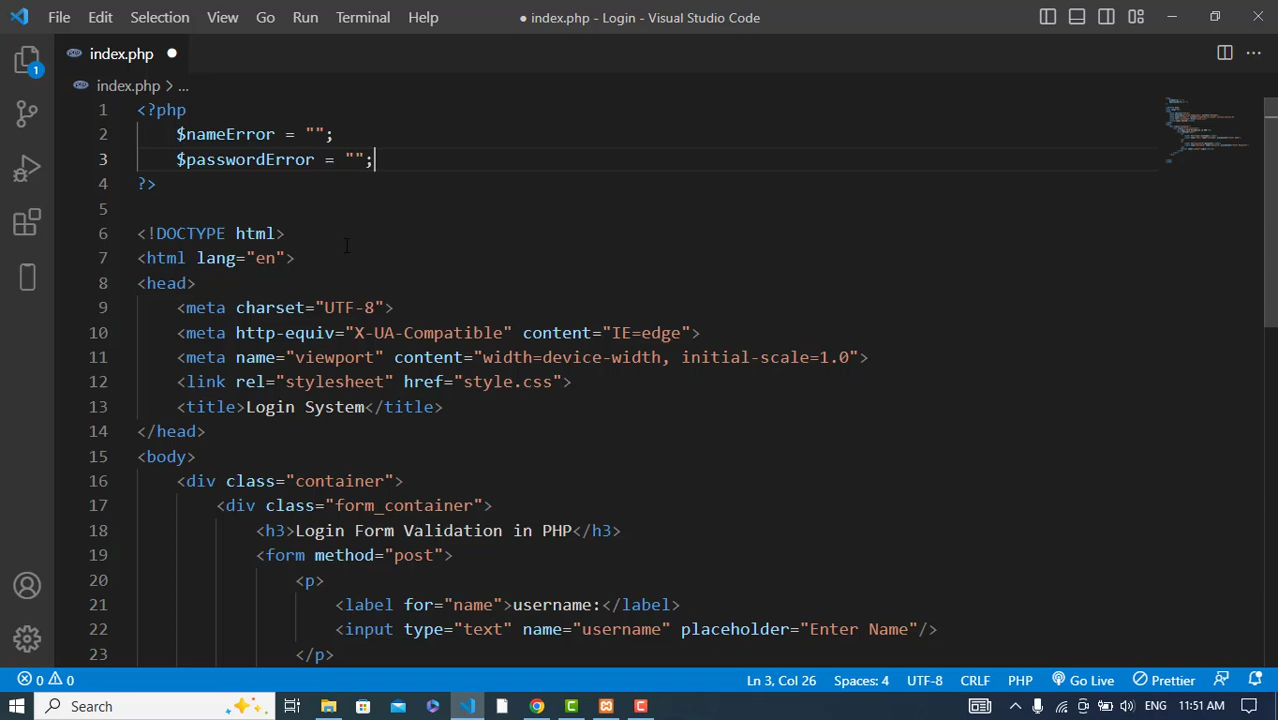 File Edit Selection View Go Run Terminal Help ● index.php - Login - Visual Studio Code
index.php ●
index.php > ...
1 <?php
2 $nameError = "";
3 $passwordError = "";
4 ?>
5
6 <!DOCTYPE html>
7 <html lang="en">
8 <head>
9 <meta charset="UTF-8">
10 <meta http-equiv="X-UA-Compatible" content="IE=edge">
11 <meta name="viewport" content="width=device-width, initial-scale=1.0">
12 <link rel="stylesheet" href="style.css">
13 <title>Login System</title>
14 </head>
15 <body>
16 <div class="container">
17 <div class="form_container">
18 <h3>Login Form Validation in PHP</h3>
19 <form method="post">
20 <p>
21 <label for="name">username:</label>
22 <input type="text" name="username" placeholder="Enter Name"/>
23 </p>
1
0 0 Ln 3, Col 26 Spaces: 4 UTF-8 CRLF PHP Go Live Prettier
Search ENG 11:51 AM